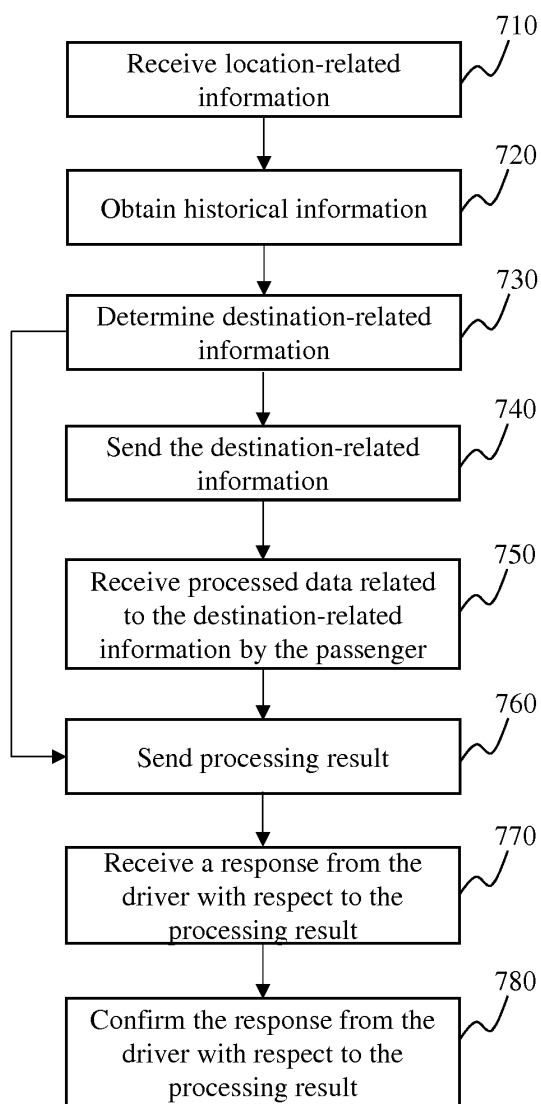 710
Receive location-related
information
720
Obtain historical information
730
Determine destination-related
information
740
Send the destination-related
information
750
Receive processed data related
to the destination-related
information by the passenger
760
Send processing result
770
Receive a response from the
driver with respect to the
processing result
780
Confirm the response from the
driver with respect to the
processing result